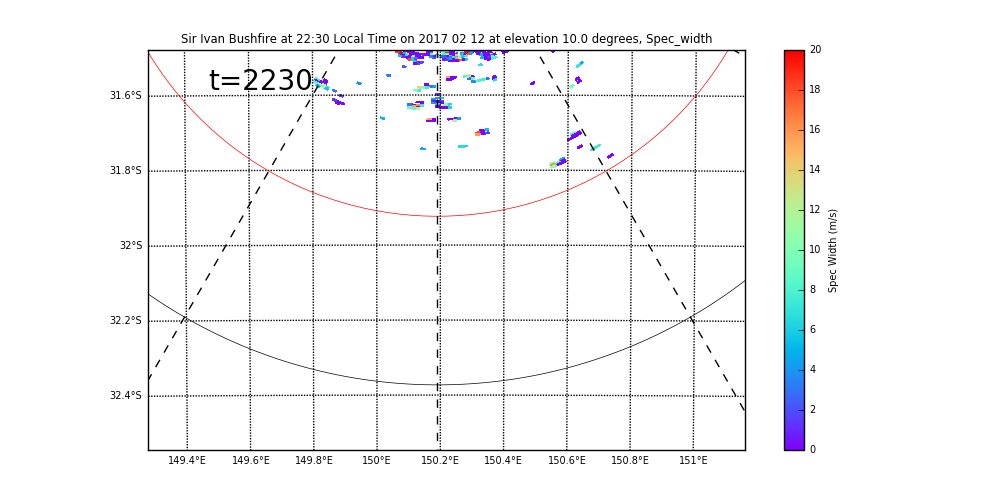 Sir Ivan Bushfire at 22:30 Local Time on 2017 02 12 at elevation 10.0 degrees, Spec_width
t=2230
31.6°S
31.8°S
32°S
32.2°S
32.4°S
149.4°E 149.6°E 149.8°E 150°E 150.2°E 150.4°E 150.6°E 150.8°E 151°E
20
18
16
14
12
10
8
6
4
2
0
Spec Width (m/s)